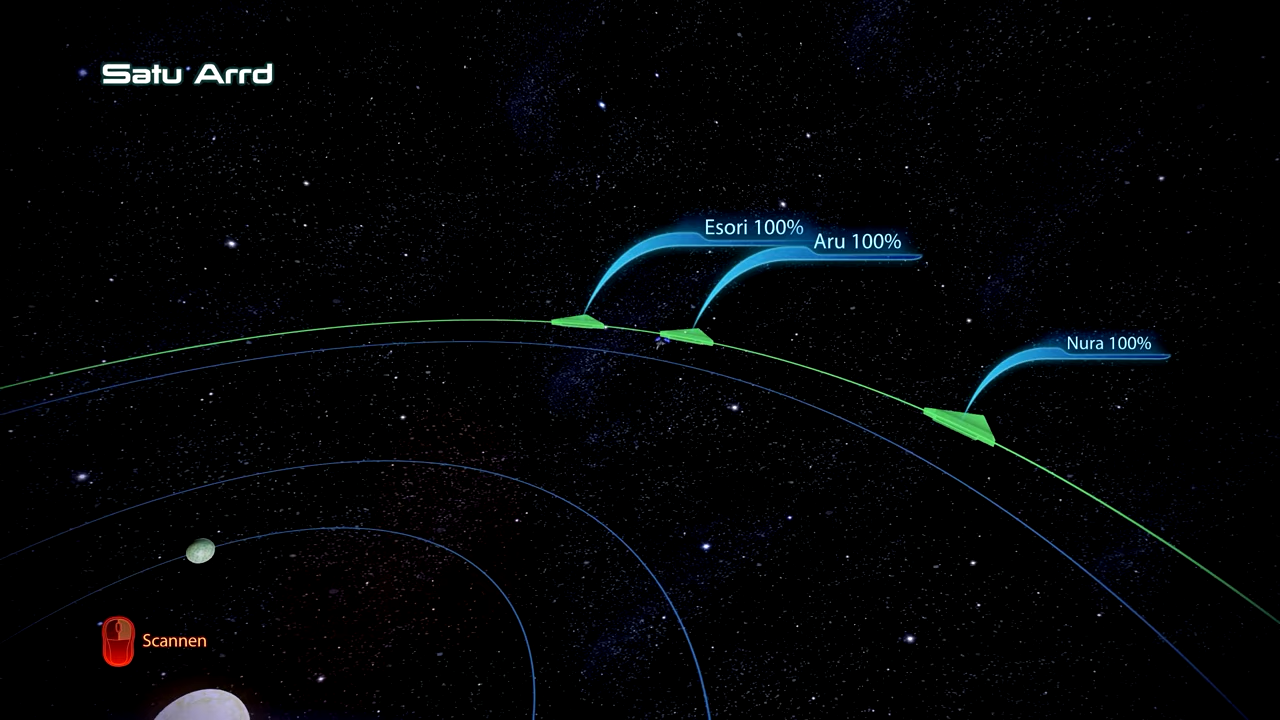 Satu Arrd
Esori 100%
Aru 100%
Nura 100%
Scannen